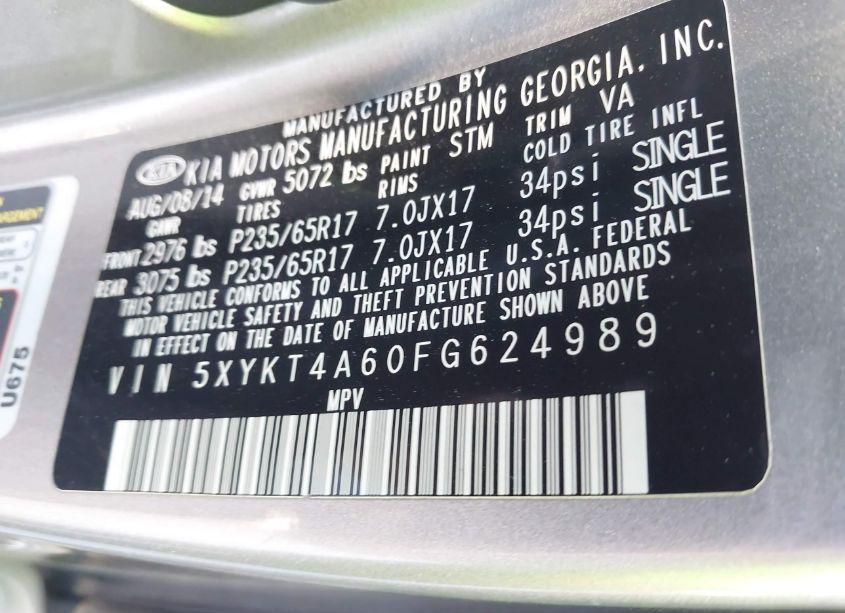 MANUFACTURED BY
KIA KIA MOTORS MANUFACTURING GEORGIA, INC.
AUG/08/14 GVWR 5072 lbs PAINT STM TRIM VA
GAWR TIRES RIMS COLD TIRE INFL
FRONT 2976 lbs P235/65R17 7.0JX17 34psi SINGLE
REAR 3075 lbs P235/65R17 7.0JX17 34psi SINGLE
THIS VEHICLE CONFORMS TO ALL APPLICABLE U.S.A. FEDERAL
MOTOR VEHICLE SAFETY AND THEFT PREVENTION STANDARDS
IN EFFECT ON THE DATE OF MANUFACTURE SHOWN ABOVE
VIN 5XYKT4A60FG624989
MPV
U675